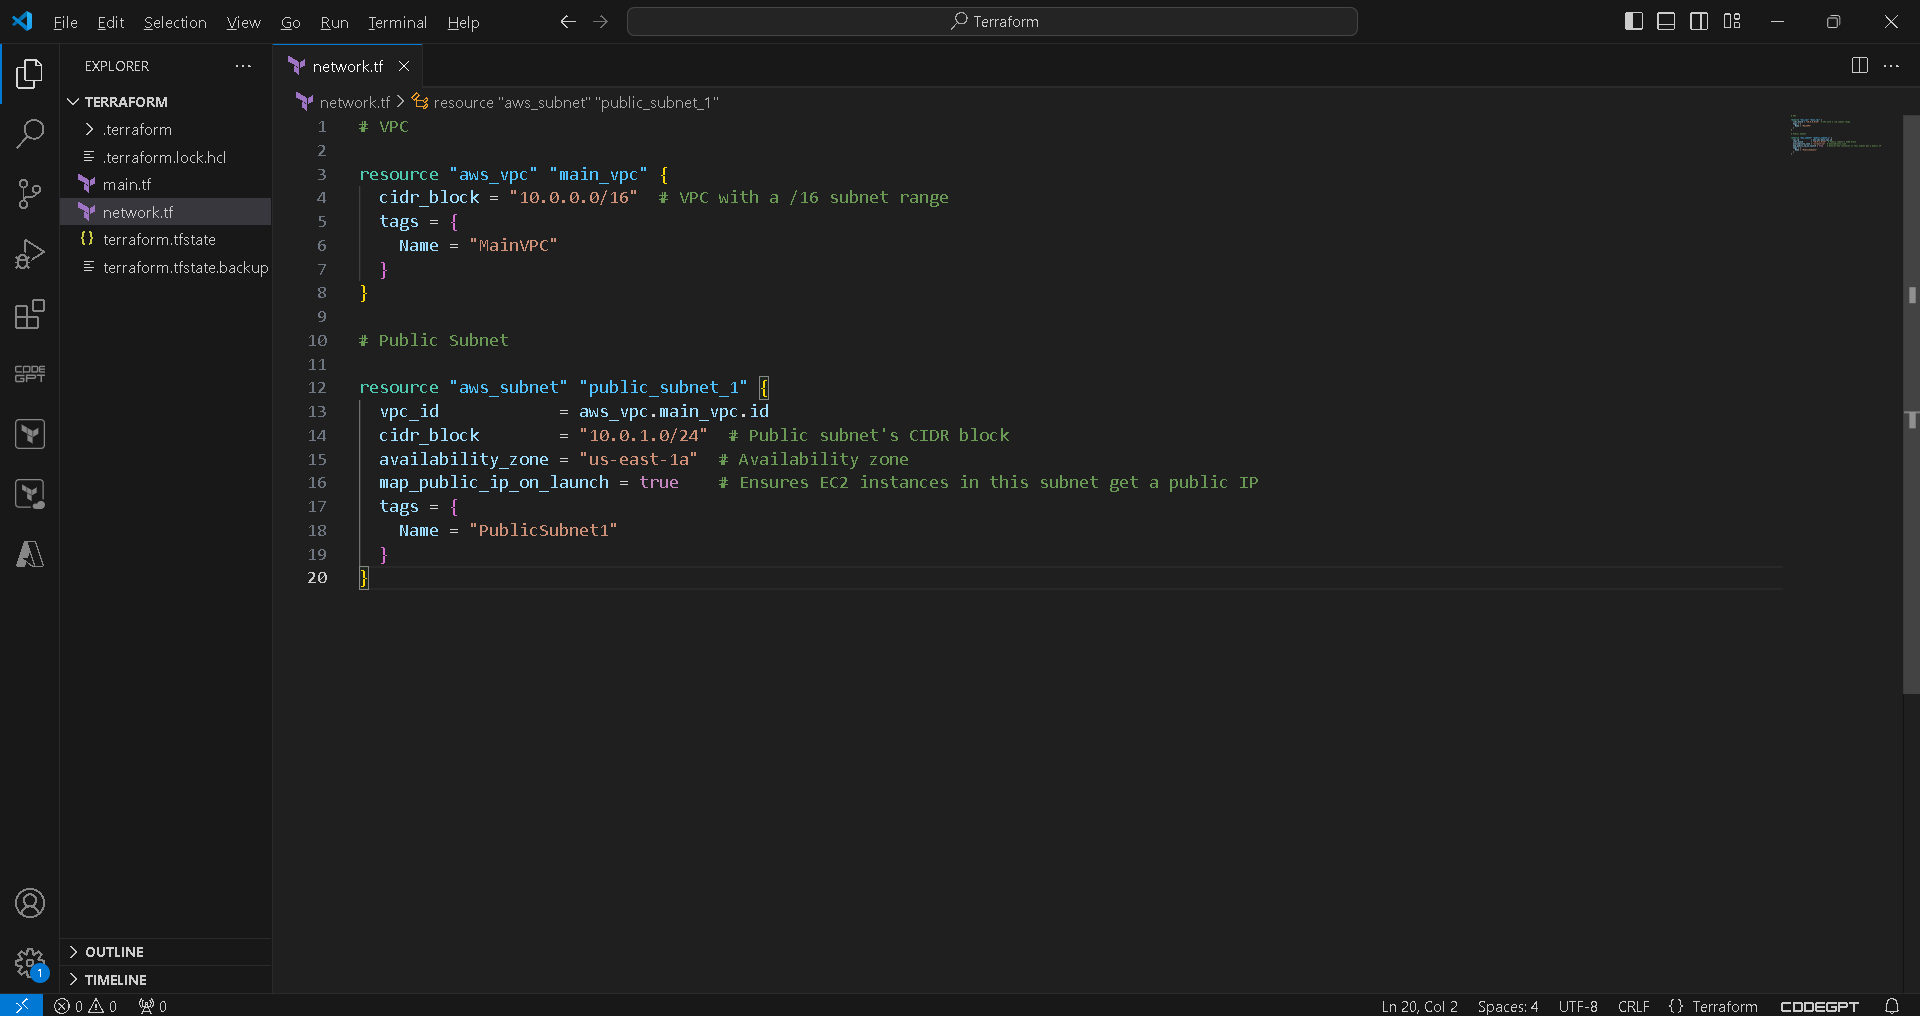 File Edit Selection View Go Run Terminal Help
Terraform
EXPLORER
TERRAFORM
.terraform
.terraform.lock.hcl
main.tf
network.tf
terraform.tfstate
terraform.tfstate.backup
OUTLINE
TIMELINE
CODE
GPT
1
network.tf
network.tf > resource "aws_subnet" "public_subnet_1"
1 # VPC
2
3 resource "aws_vpc" "main_vpc" {
4 cidr_block = "10.0.0.0/16" # VPC with a /16 subnet range
5 tags = {
6 Name = "MainVPC"
7 }
8 }
9
10 # Public Subnet
11
12 resource "aws_subnet" "public_subnet_1" {
13 vpc_id = aws_vpc.main_vpc.id
14 cidr_block = "10.0.1.0/24" # Public subnet's CIDR block
15 availability_zone = "us-east-1a" # Availability zone
16 map_public_ip_on_launch = true # Ensures EC2 instances in this subnet get a public IP
17 tags = {
18 Name = "PublicSubnet1"
19 }
20 }
0 0 0
Ln 20, Col 2 Spaces: 4 UTF-8 CRLF {} Terraform CODEGPT